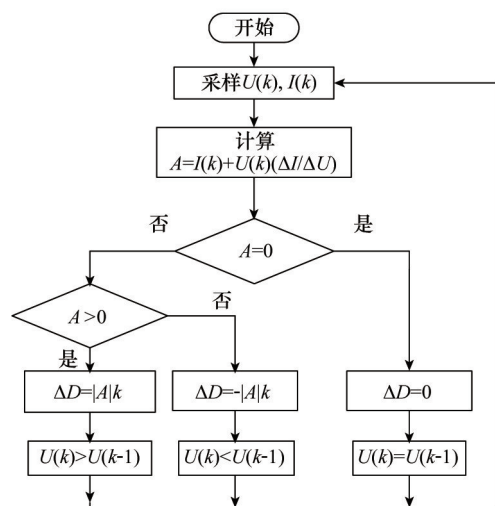 开始
采样U(k), I(k)
计算
A=I(k)+U(k)(ΔI/ΔU)
否
是
A=0
A>0
否
是
ΔD=|A|k
ΔD=-|A|k
ΔD=0
U(k)>U(k-1)
U(k)<U(k-1)
U(k)=U(k-1)